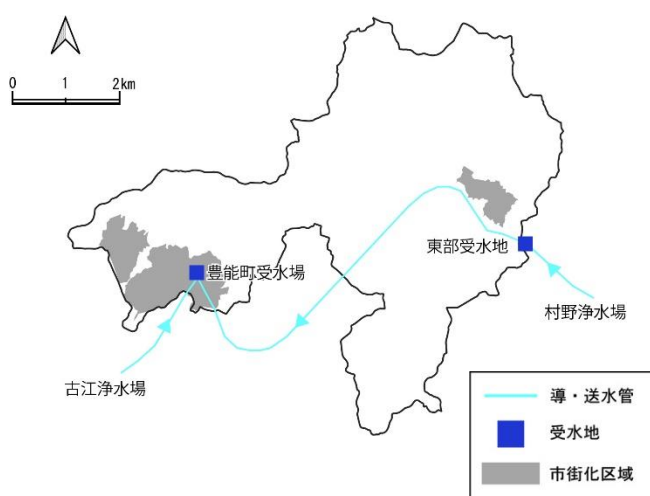 0 1 2km
東部受水地
豊能町受水場
村野浄水場
古江浄水場
導・送水管
受水地
市街化区域